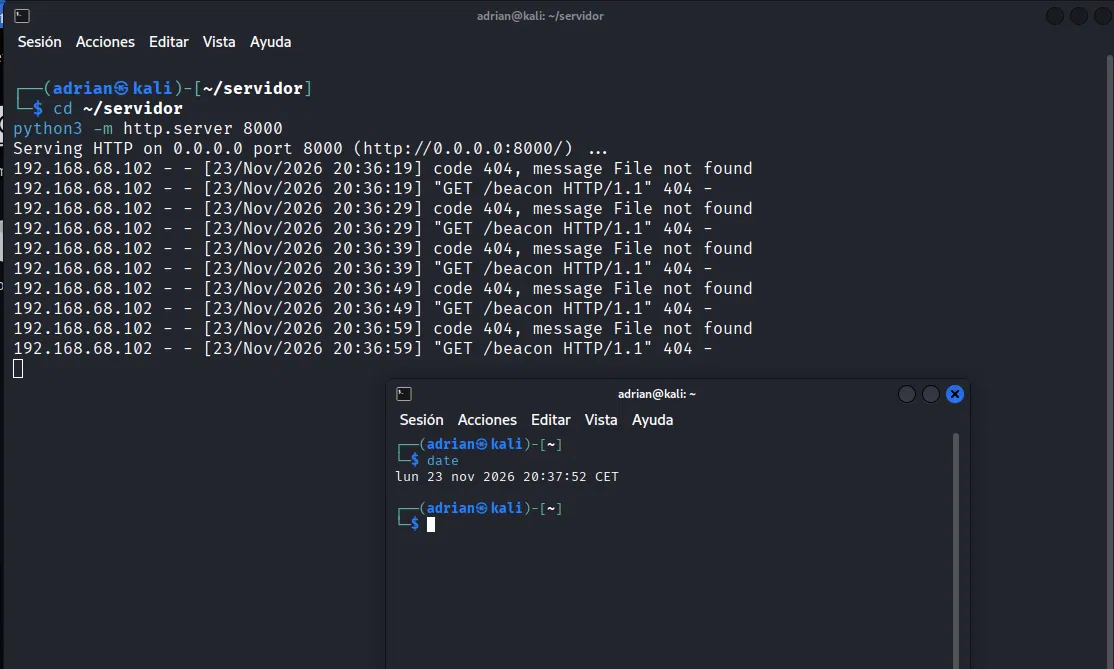 adrian@kali: ~/servidor
Sesión Acciones Editar Vista Ayuda
┌──(adrian㉿kali)-[~/servidor]
└─$ cd ~/servidor
python3 -m http.server 8000
Serving HTTP on 0.0.0.0 port 8000 (http://0.0.0.0:8000/) ...
192.168.68.102 - - [23/Nov/2026 20:36:19] code 404, message File not found
192.168.68.102 - - [23/Nov/2026 20:36:19] "GET /beacon HTTP/1.1" 404 -
192.168.68.102 - - [23/Nov/2026 20:36:29] code 404, message File not found
192.168.68.102 - - [23/Nov/2026 20:36:29] "GET /beacon HTTP/1.1" 404 -
192.168.68.102 - - [23/Nov/2026 20:36:39] code 404, message File not found
192.168.68.102 - - [23/Nov/2026 20:36:39] "GET /beacon HTTP/1.1" 404 -
192.168.68.102 - - [23/Nov/2026 20:36:49] code 404, message File not found
192.168.68.102 - - [23/Nov/2026 20:36:49] "GET /beacon HTTP/1.1" 404 -
192.168.68.102 - - [23/Nov/2026 20:36:59] code 404, message File not found
192.168.68.102 - - [23/Nov/2026 20:36:59] "GET /beacon HTTP/1.1" 404 -
adrian@kali: ~
Sesión Acciones Editar Vista Ayuda
┌──(adrian㉿kali)-[~]
└─$ date
lun 23 nov 2026 20:37:52 CET
┌──(adrian㉿kali)-[~]
└─$